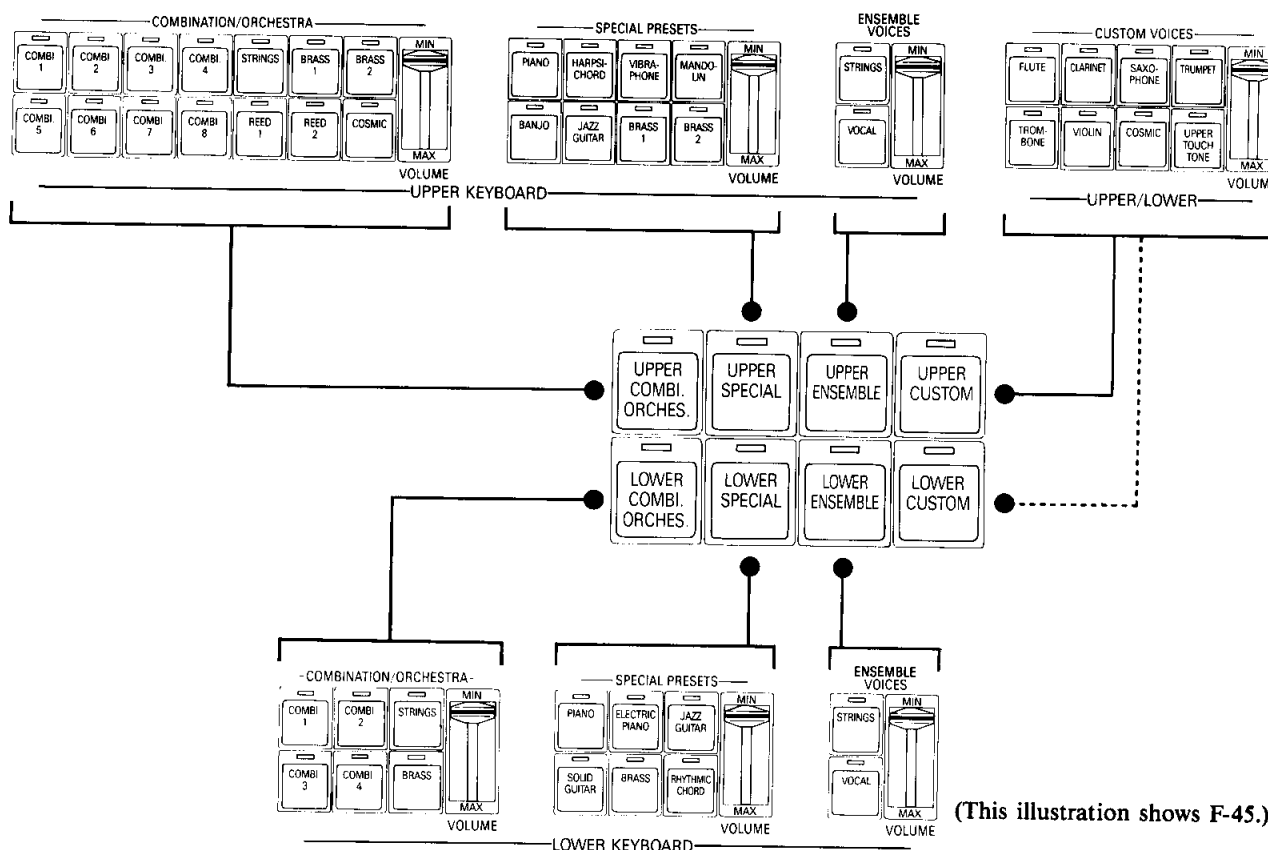 COMBINATION/ORCHESTRA
COMBI 1
COMBI 2
COMBI. 3
COMBI. 4
STRINGS
BRASS 1
BRASS 2
MIN
COMBI. 5
COMBI 6
COMBI 7
COMBI 8
REED 1
REED 2
COSMIC
MAX
VOLUME
SPECIAL PRESETS
PIANO
HARPSI-
CHORD
VIBRA-
PHONE
MANDO-
LIN
MIN
BANJO
JAZZ
GUITAR
BRASS 1
BRASS 2
MAX
VOLUME
ENSEMBLE
VOICES
STRINGS
MIN
VOCAL
MAX
VOLUME
UPPER KEYBOARD
CUSTOM VOICES
FLUTE
CLARINET
SAXO-
PHONE
TRUMPET
MIN
TROM-
BONE
VIOLIN
COSMIC
UPPER
TOUCH
TONE
MAX
VOLUME
UPPER/LOWER
UPPER
COMBI.
ORCHES.
UPPER
SPECIAL
UPPER
ENSEMBLE
UPPER
CUSTOM
LOWER
COMBI.
ORCHES.
LOWER
SPECIAL
LOWER
ENSEMBLE
LOWER
CUSTOM
-COMBINATION/ORCHESTRA-
COMBI 1
COMBI 2
STRINGS
MIN
COMBI 3
COMBI 4
BRASS
MAX
VOLUME
SPECIAL PRESETS
PIANO
ELECTRIC
PIANO
JAZZ
GUITAR
MIN
SOLID
GUITAR
BRASS
RHYTHMIC
CHORD
MAX
VOLUME
ENSEMBLE
VOICES
STRINGS
MIN
VOCAL
MAX
VOLUME
LOWER KEYBOARD
(This illustration shows F-45.)